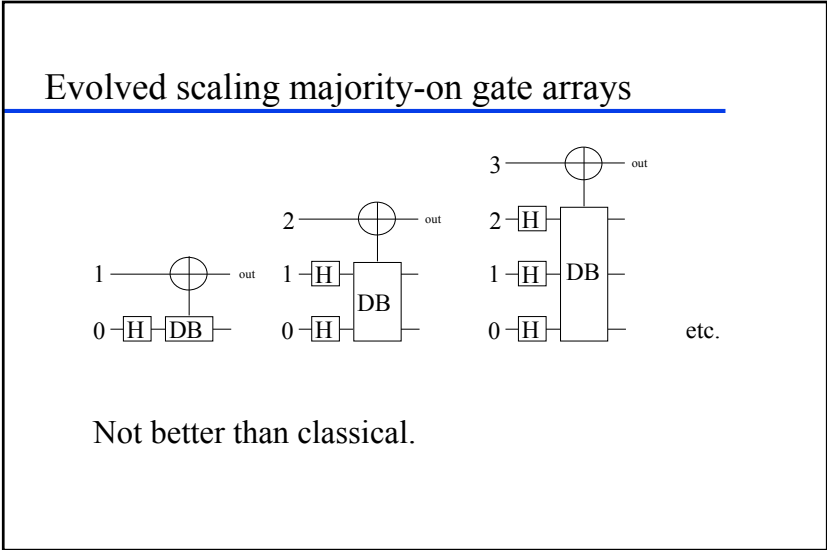 Evolved scaling majority-on gate arrays
1 out
0 H DB
2 out
1 H
DB
0 H
3 out
2 H
1 H DB
0 H
etc.
Not better than classical.